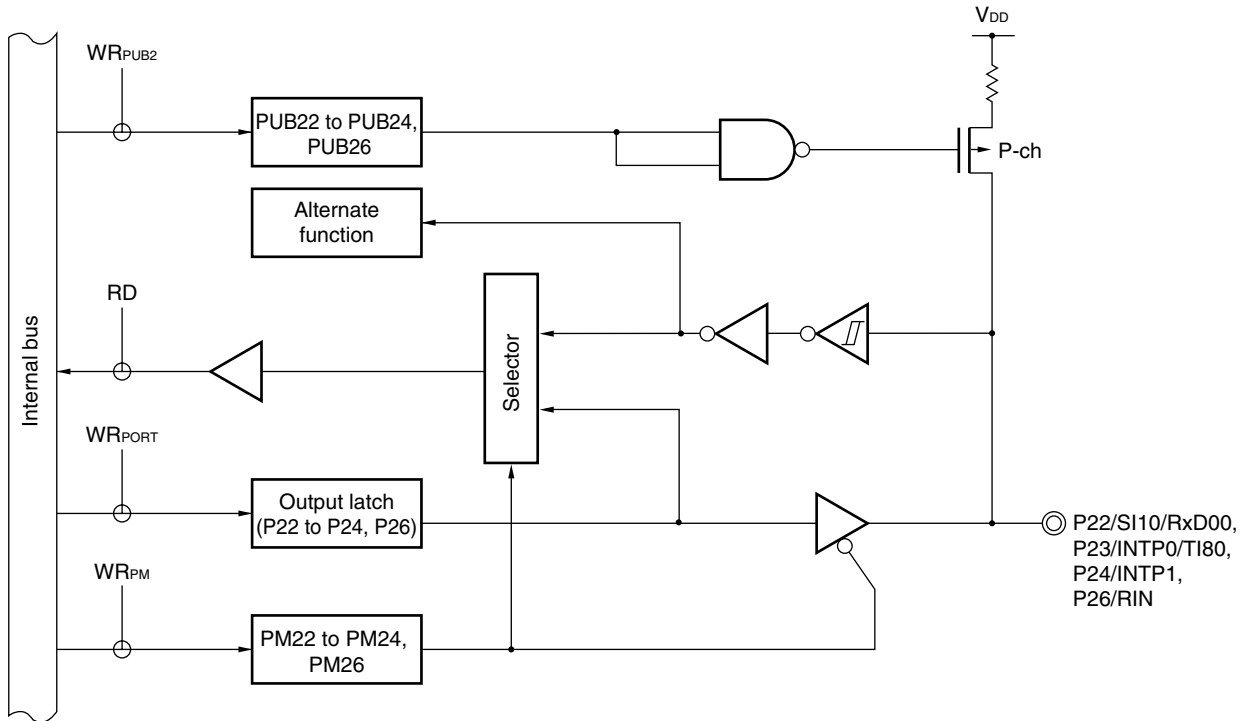 VDD
WRPUB2
PUB22 to PUB24,
PUB26
P-ch
Alternate
function
RD
Internal bus
Selector
WRPORT
Output latch
(P22 to P24, P26)
P22/SI10/RxD00,
P23/INTP0/TI80,
P24/INTP1,
P26/RIN
WRPM
PM22 to PM24,
PM26